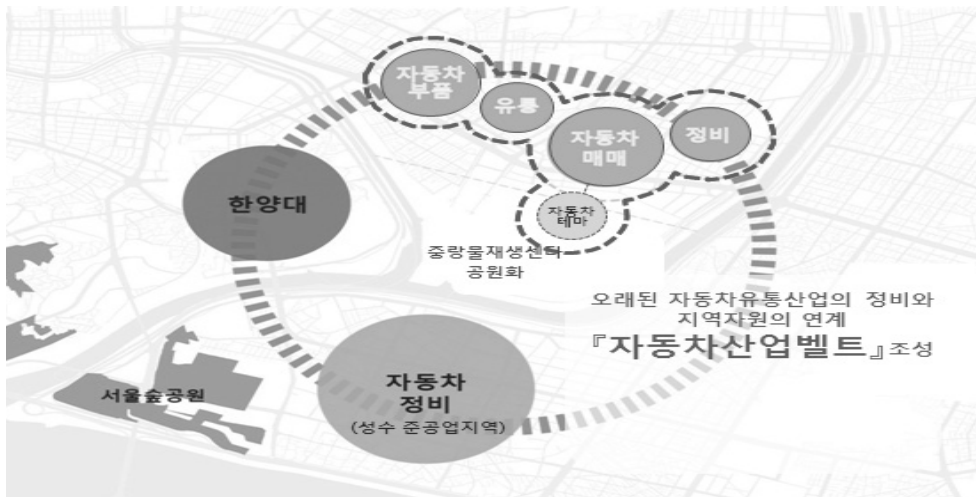 자동차
부품
유통
자동차
매매
정비
자동차
테마
한양대
중랑물재생센터
공원화
오래된 자동차유통산업의 정비와
지역자원의 연계
『자동차산업벨트』조성
자동차
정비
(성수 준공업지역)
서울숲공원